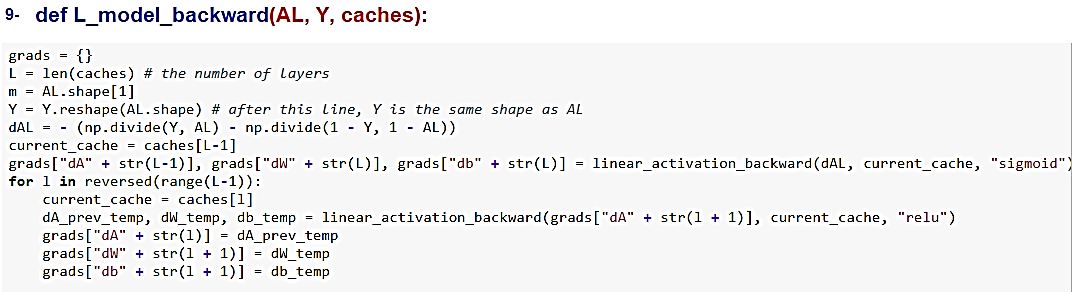 9- def L_model_backward(AL, Y, caches):
grads = {}
L = len(caches) # the number of layers
m = AL.shape[1]
Y = Y.reshape(AL.shape) # after this line, Y is the same shape as AL
dAL = - (np.divide(Y, AL) - np.divide(1 - Y, 1 - AL))
current_cache = caches[L-1]
grads["dA" + str(L-1)], grads["dW" + str(L)], grads["db" + str(L)] = linear_activation_backward(dAL, current_cache, "sigmoid")
for l in reversed(range(L-1)):
    current_cache = caches[l]
    dA_prev_temp, dW_temp, db_temp = linear_activation_backward(grads["dA" + str(l + 1)], current_cache, "relu")
    grads["dA" + str(l)] = dA_prev_temp
    grads["dW" + str(l + 1)] = dW_temp
    grads["db" + str(l + 1)] = db_temp